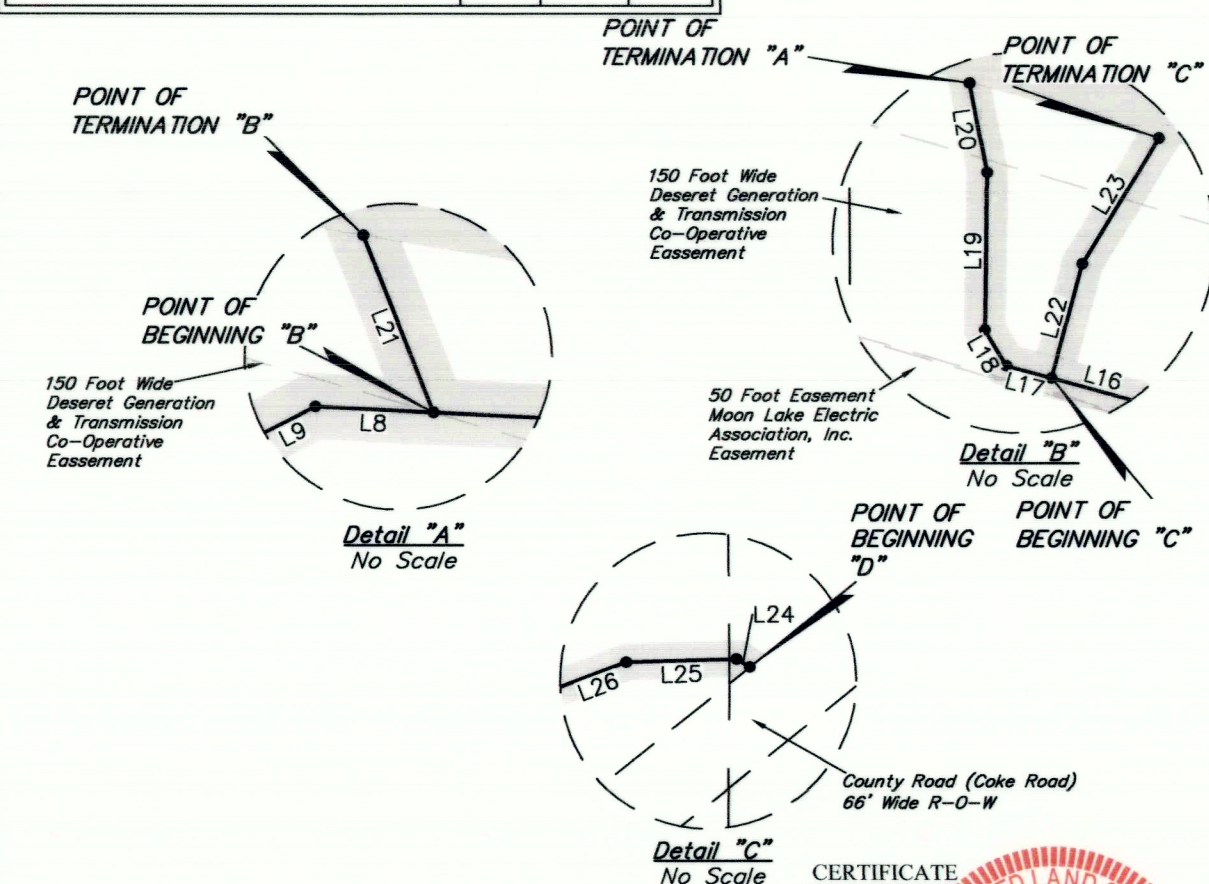 POINT OF
TERMINATION "B"
POINT OF
BEGINNING "B"
150 Foot Wide
Deseret Generation
& Transmission
Co-Operative
Eassement
L21
L8
L9
Detail "A"
No Scale
POINT OF
TERMINATION "A"
POINT OF
TERMINATION "C"
150 Foot Wide
Deseret Generation
& Transmission
Co-Operative
Eassement
L20
L23
L19
L22
L18
L17
L16
50 Foot Easement
Moon Lake Electric
Association, Inc.
Easement
Detail "B"
No Scale
POINT OF
BEGINNING
"D"
POINT OF
BEGINNING "C"
L24
L25
L26
County Road (Coke Road)
66' Wide R-O-W
Detail "C"
No Scale
CERTIFICATE
LAND